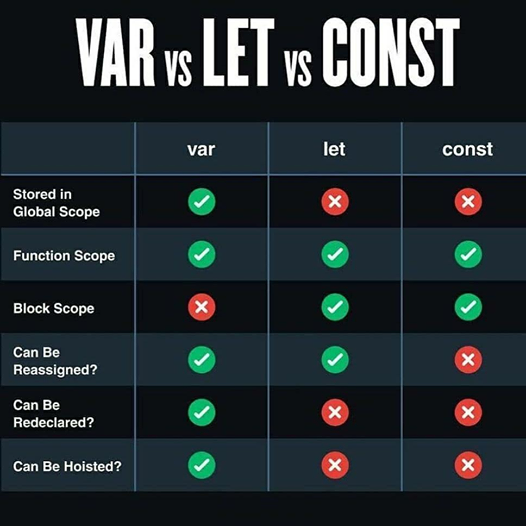 VAR VS LET VS CONST
var let const
Stored in
Global Scope
Function Scope
Block Scope
Can Be
Reassigned?
Can Be
Redeclared?
Can Be Hoisted?